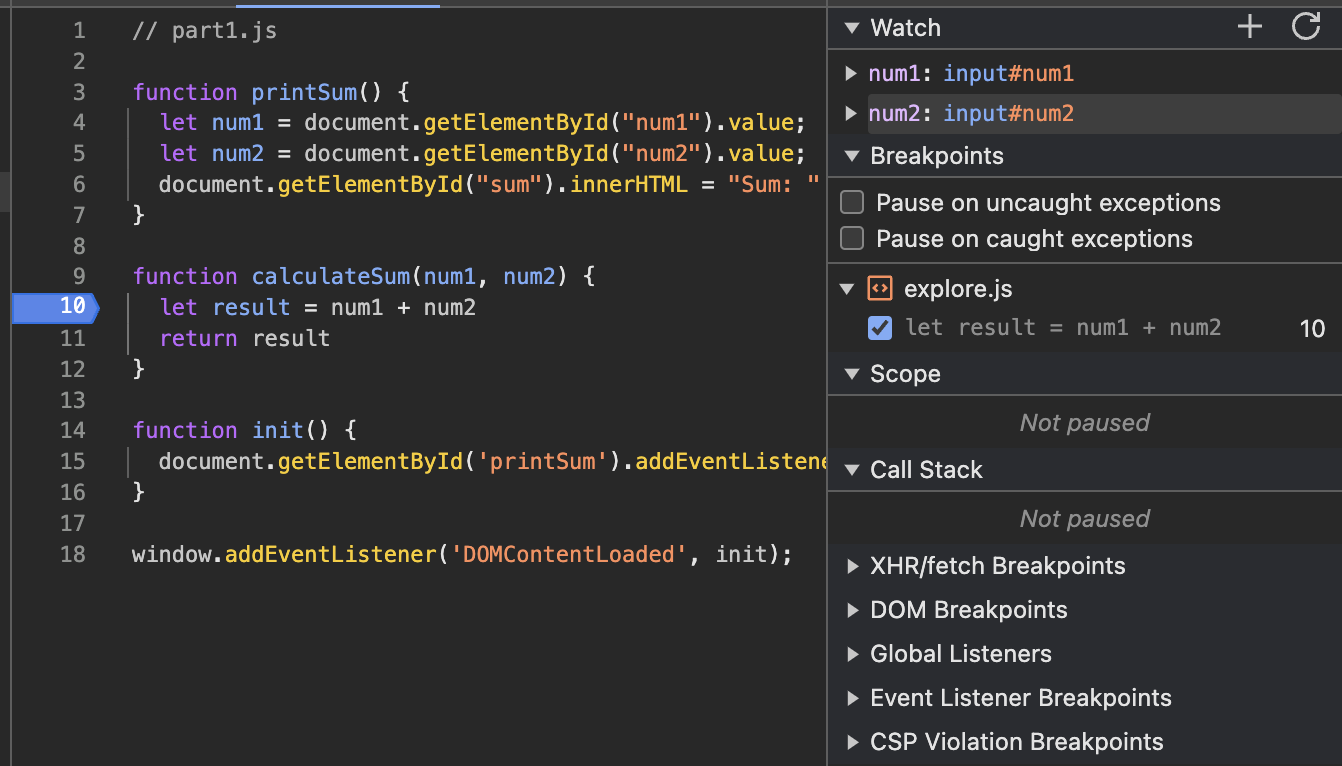 1 // part1.js
2
3 function printSum() {
4 let num1 = document.getElementById("num1").value;
5 let num2 = document.getElementById("num2").value;
6 document.getElementById("sum").innerHTML = "Sum: "
7 }
8
9 function calculateSum(num1, num2) {
10 let result = num1 + num2
11 return result
12 }
13
14 function init() {
15 document.getElementById('printSum').addEventListene
16 }
17
18 window.addEventListener('DOMContentLoaded', init);
Watch
num1: input#num1
num2: input#num2
Breakpoints
Pause on uncaught exceptions
Pause on caught exceptions
explore.js
let result = num1 + num2 10
Scope
Not paused
Call Stack
Not paused
XHR/fetch Breakpoints
DOM Breakpoints
Global Listeners
Event Listener Breakpoints
CSP Violation Breakpoints